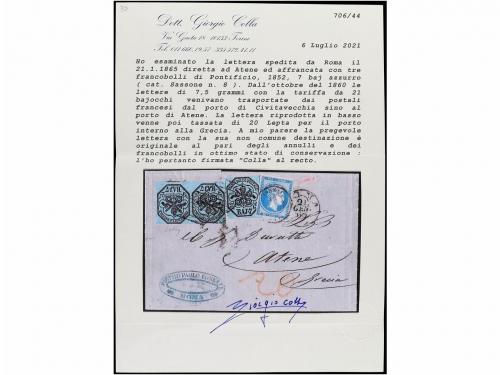 706/44
Dott. Giorgio Colla
6 Luglio 2021
Ho esaminato la lettera spedita da Roma il
21.1.1865 diretta ad Atene ed affrancata con tre
francobolli di Pontificio, 1852, 7 baj azzurro
( cat. Sassone n. 8 ). Dall'ottobre del 1860 le
lettere di 7,5 grammi con la tariffa da 21
bajocchi venivano trasportate dai postali
francesi dal porto di Civitavecchia sino al
porto di Atene. La lettera riprodotta in basso
venne poi tassata di 20 Lepta per il porto
interno alla Grecia. A mio parere la pregevole
lettera con la sua non comune destinazione è
originale al pari degli annulli e dei
francobolli in ottimo stato di conservazione :
l'ho pertanto firmata "Colla" al recto.
BAJ 7
21
GEN
Atene
Grecia
20
ROMA
Giorgio Colla